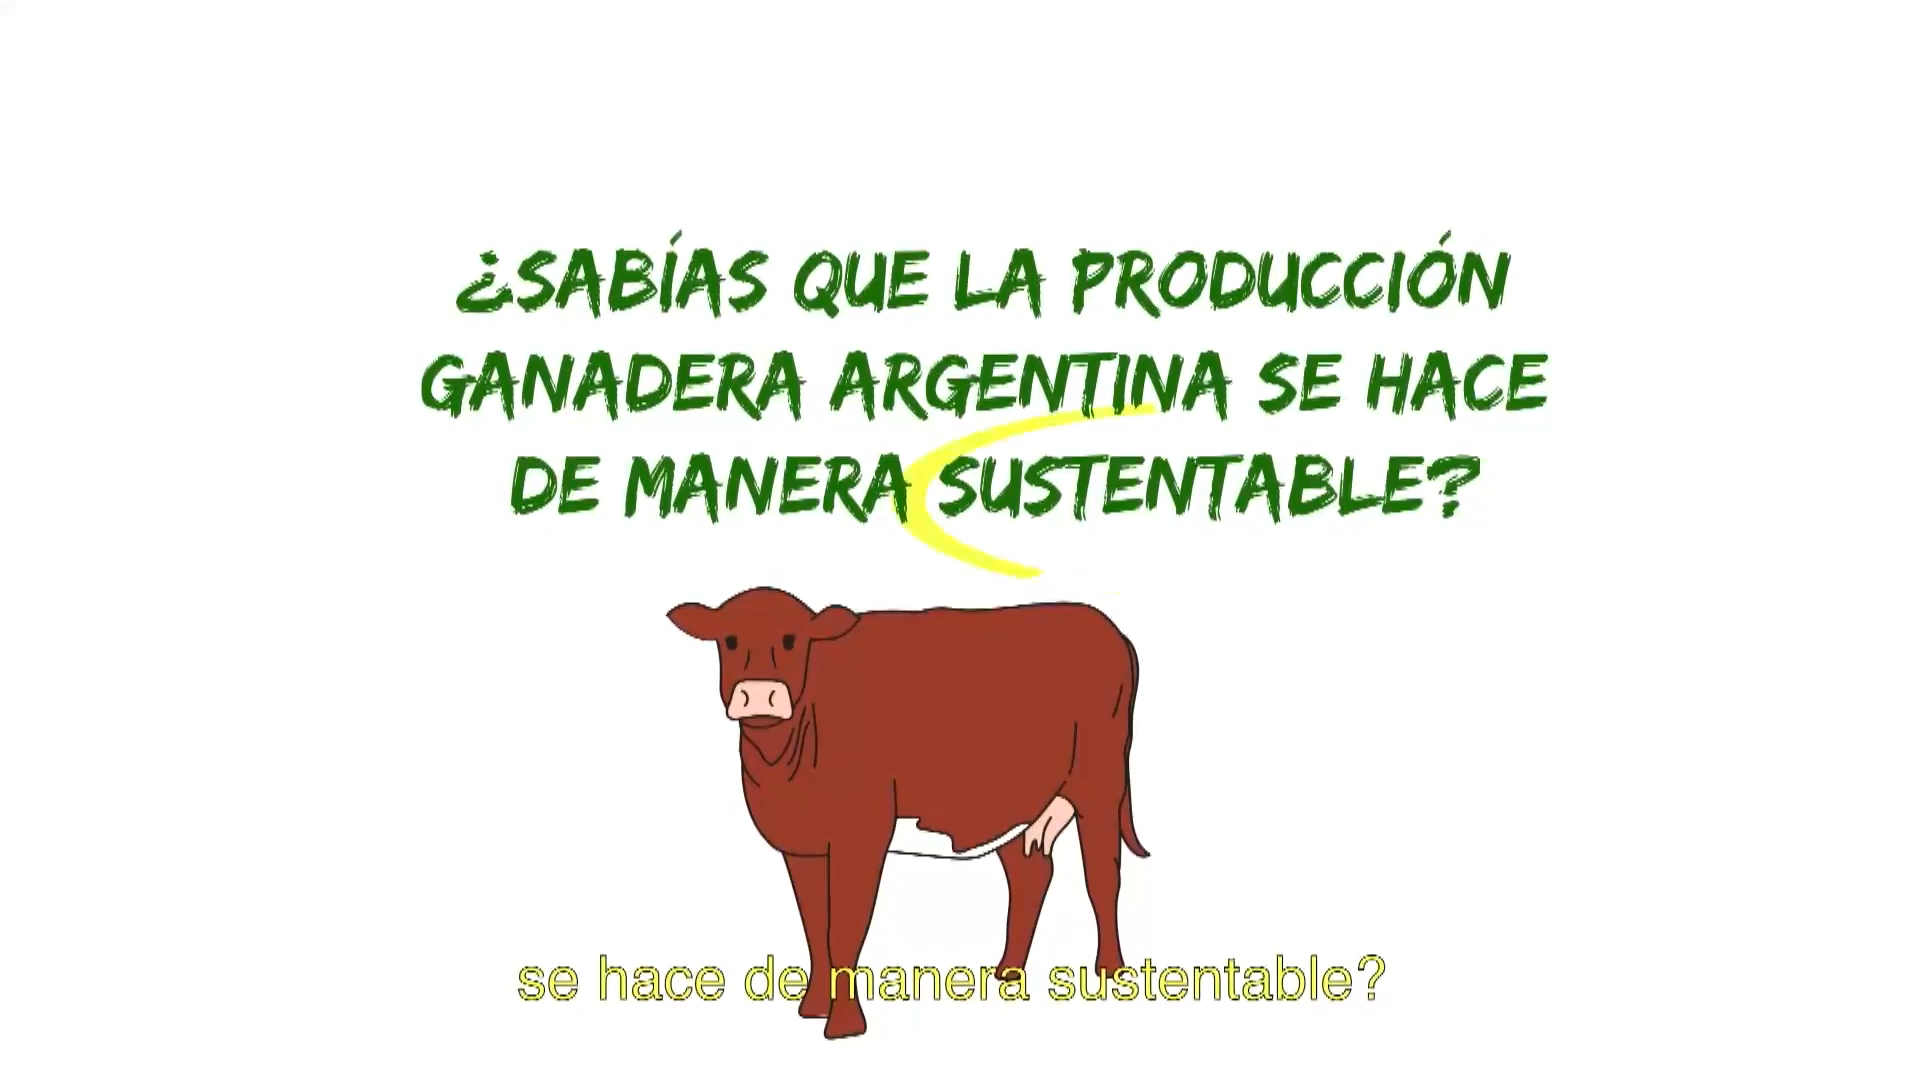 ¿SABÍAS QUE LA PRODUCCIÓN
GANADERA ARGENTINA SE HACE
DE MANERA SUSTENTABLE?
se hace de manera sustentable?